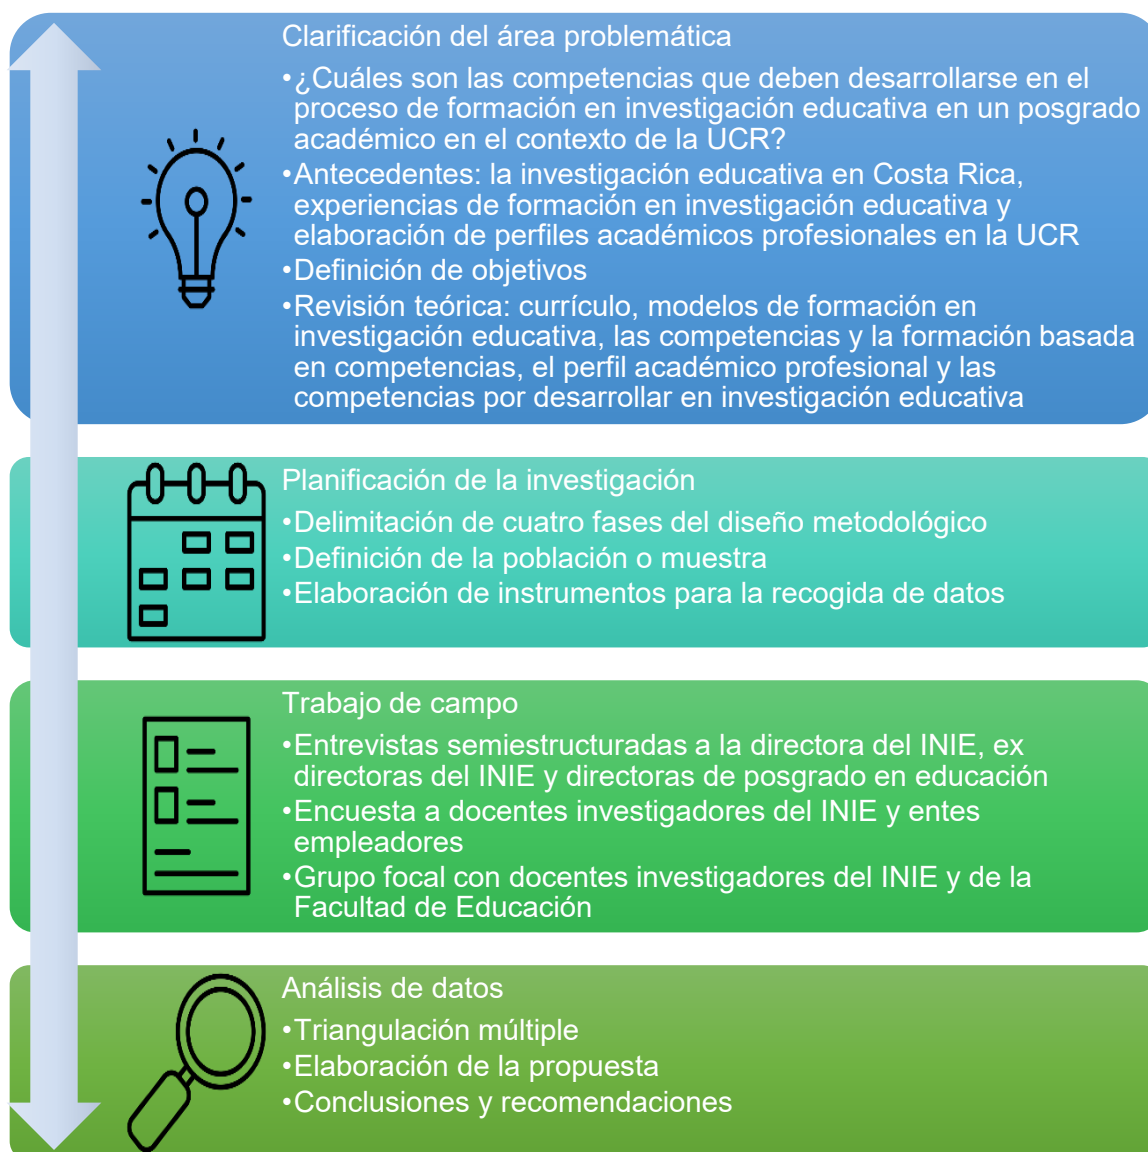 Clarificación del área problemática
•¿Cuáles son las competencias que deben desarrollarse en el
proceso de formación en investigación educativa en un posgrado
académico en el contexto de la UCR?
•Antecedentes: la investigación educativa en Costa Rica,
experiencias de formación en investigación educativa y
elaboración de perfiles académicos profesionales en la UCR
•Definición de objetivos
•Revisión teórica: currículo, modelos de formación en
investigación educativa, las competencias y la formación basada
en competencias, el perfil académico profesional y las
competencias por desarrollar en investigación educativa
Planificación de la investigación
•Delimitación de cuatro fases del diseño metodológico
•Definición de la población o muestra
•Elaboración de instrumentos para la recogida de datos
Trabajo de campo
•Entrevistas semiestructuradas a la directora del INIE, ex
directoras del INIE y directoras de posgrado en educación
•Encuesta a docentes investigadores del INIE y entes
empleadores
•Grupo focal con docentes investigadores del INIE y de la
Facultad de Educación
Análisis de datos
•Triangulación múltiple
•Elaboración de la propuesta
•Conclusiones y recomendaciones